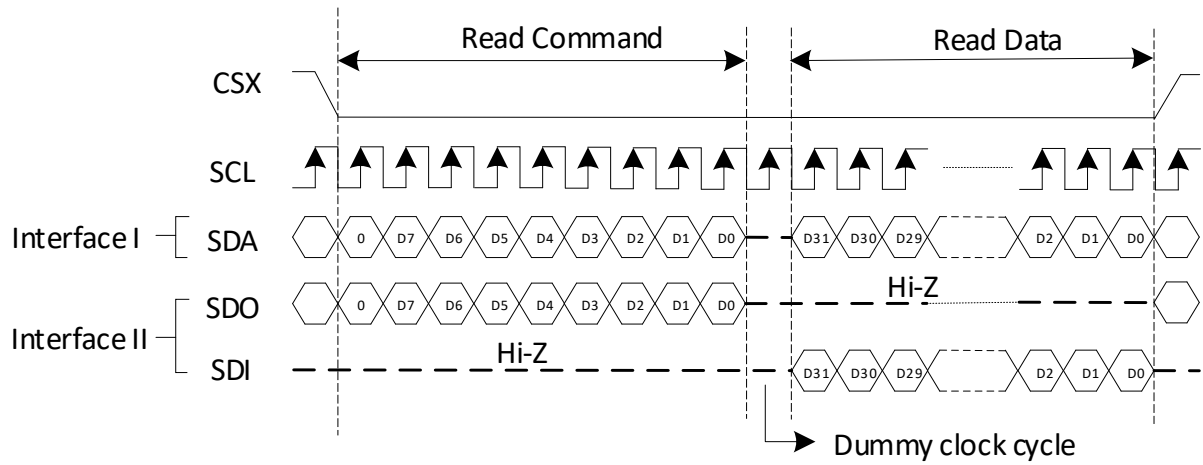 Read Command Read Data
CSX
SCL
Interface I SDA 0 D7 D6 D5 D4 D3 D2 D1 D0 D31 D30 D29 D2 D1 D0
Hi-Z
Interface II SDO 0 D7 D6 D5 D4 D3 D2 D1 D0
Hi-Z
SDI D31 D30 D29 D2 D1 D0
Dummy clock cycle